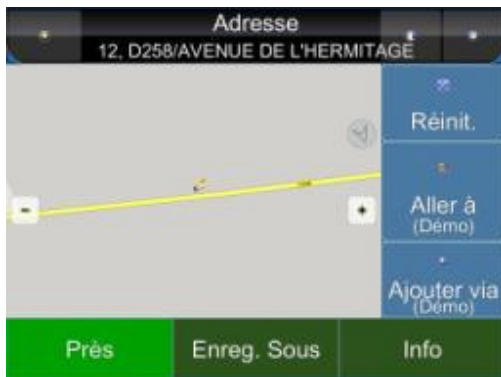 Adresse
12, D258/AVENUE DE L'HERMITAGE
Réinit.
Aller à
(Démo)
Ajouter via
(Démo)
Près
Enreg. Sous
Info